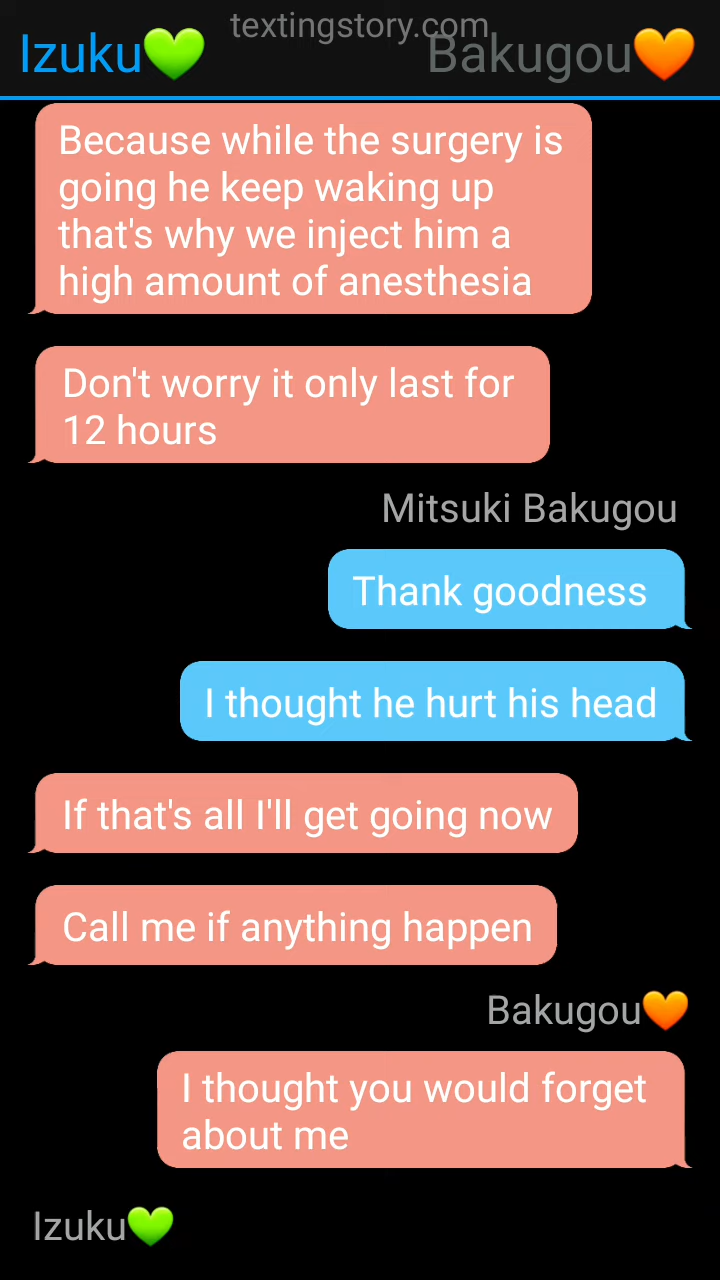 textingstory.com
Izuku💚 Bakugou🧡
Because while the surgery is
going he keep waking up
that's why we inject him a
high amount of anesthesia
Don't worry it only last for
12 hours
Mitsuki Bakugou
Thank goodness
I thought he hurt his head
If that's all I'll get going now
Call me if anything happen
Bakugou🧡
I thought you would forget
about me
Izuku💚